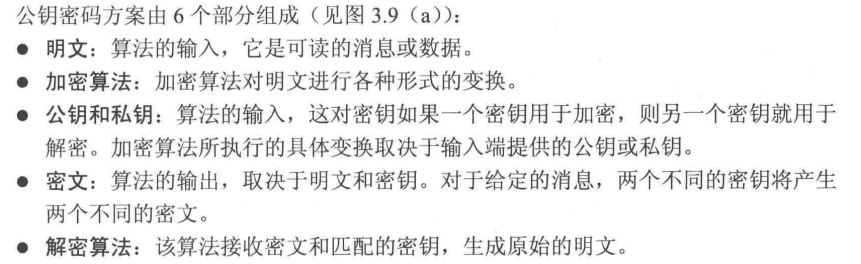 公钥密码方案由 6 个部分组成（见图 3.9（a））：
● 明文：算法的输入，它是可读的消息或数据。
● 加密算法：加密算法对明文进行各种形式的变换。
● 公钥和私钥：算法的输入，这对密钥如果一个密钥用于加密，则另一个密钥就用于
解密。加密算法所执行的具体变换取决于输入端提供的公钥或私钥。
● 密文：算法的输出，取决于明文和密钥。对于给定的消息，两个不同的密钥将产生
两个不同的密文。
● 解密算法：该算法接收密文和匹配的密钥，生成原始的明文。